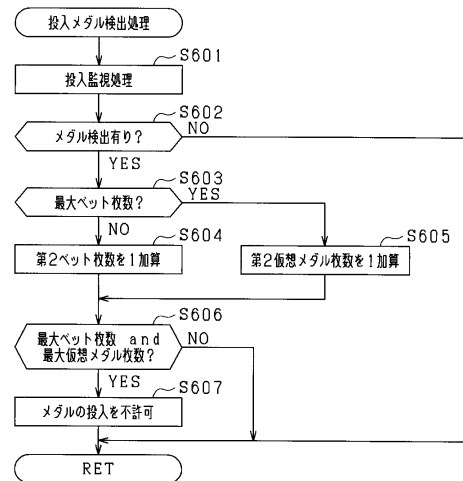 投入メダル検出処理
S601
投入監視処理
S602
メダル検出有り?
NO
YES
S603
最大ベット枚数?
YES
NO
S604
第2ベット枚数を1加算
S605
第2仮想メダル枚数を1加算
S606
最大ベット枚数 and
最大仮想メダル枚数?
NO
YES
S607
メダルの投入を不許可
RET